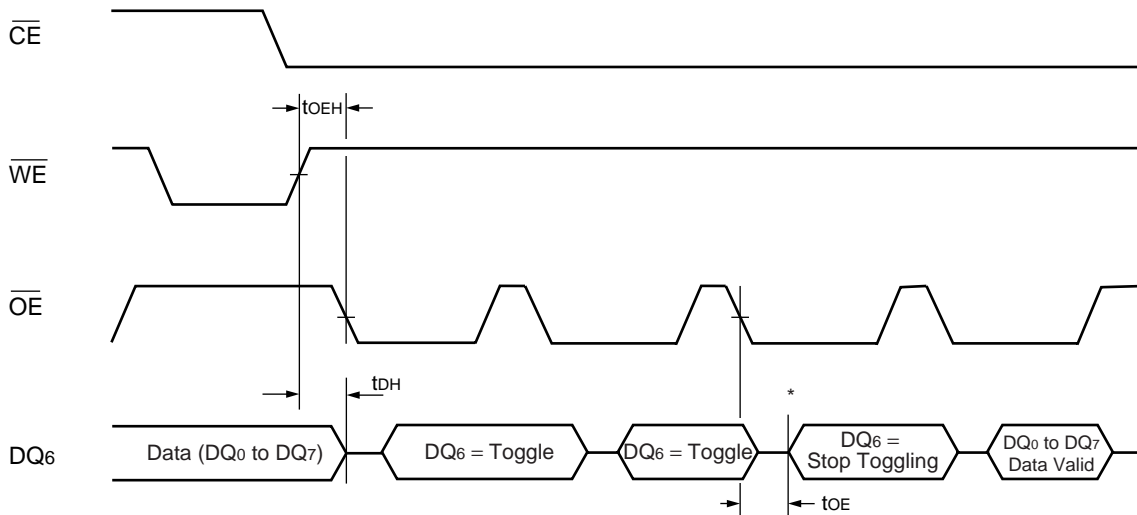 CE
tOEH
WE
OE
tDH
*
DQ6
Data (DQ0 to DQ7)
DQ6 = Toggle
DQ6 = Toggle
DQ6 =
Stop Toggling
DQ0 to DQ7
Data Valid
tOE